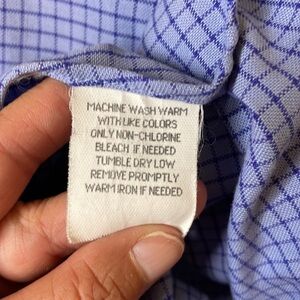 MACHINE WASH WARM
WITH LIKE COLORS
ONLY NON-CHLORINE
BLEACH IF NEEDED
TUMBLE DRY LOW
REMOVE PROMPTLY
WARM IRON IF NEEDED